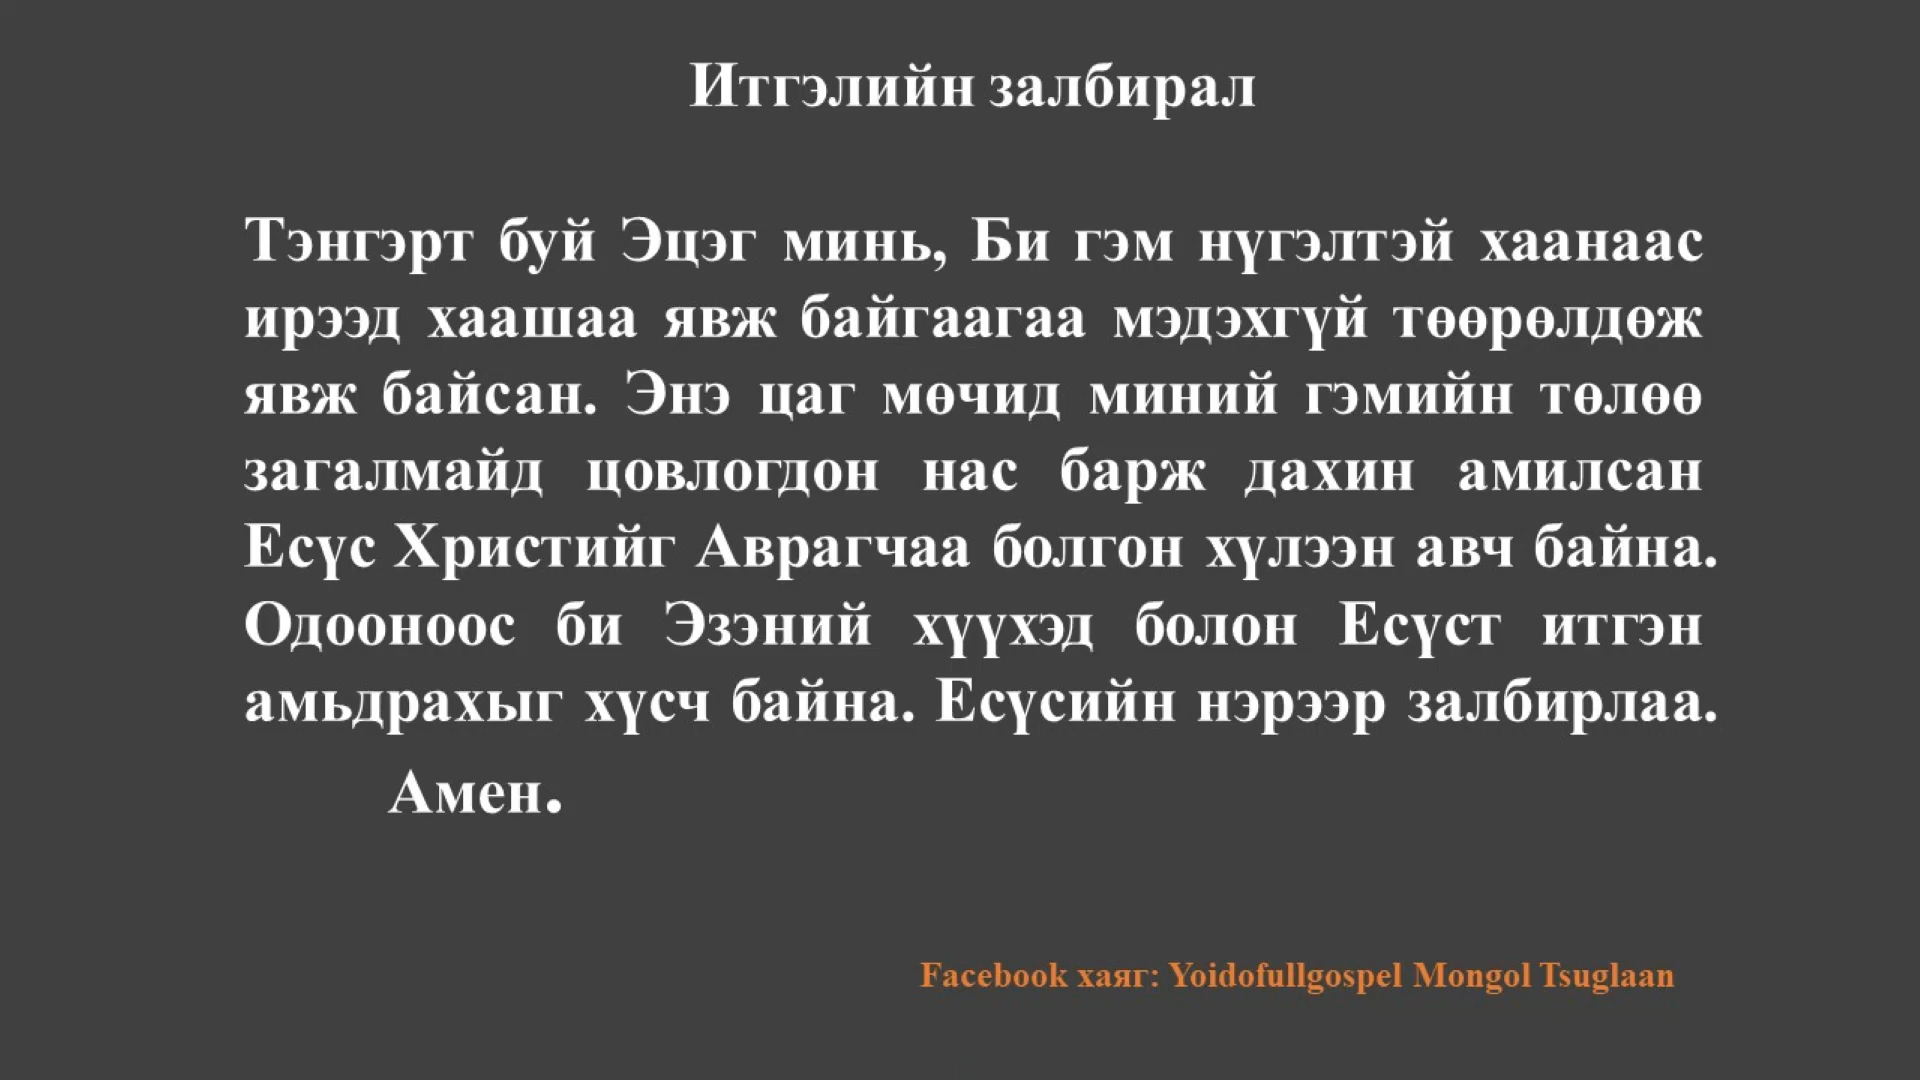 Итгэлийн залбирал
Тэнгэрт буй Эцэг минь, Би гэм нүгэлтэй хаанаас
ирээд хаашаа явж байгаагаа мэдэхгүй төөрөлдөж
явж байсан. Энэ цаг мөчид миний гэмийн төлөө
загалмайд цовлогдон нас барж дахин амилсан
Есүс Христийг Аврагчаа болгон хүлээн авч байна.
Одооноос би Эзэний хүүхэд болон Есүст итгэн
амьдрахыг хүсч байна. Есүсийн нэрээр залбирлаа.
Амен.
Facebook хаяг: Yoidofullgospel Mongol Tsuglaan